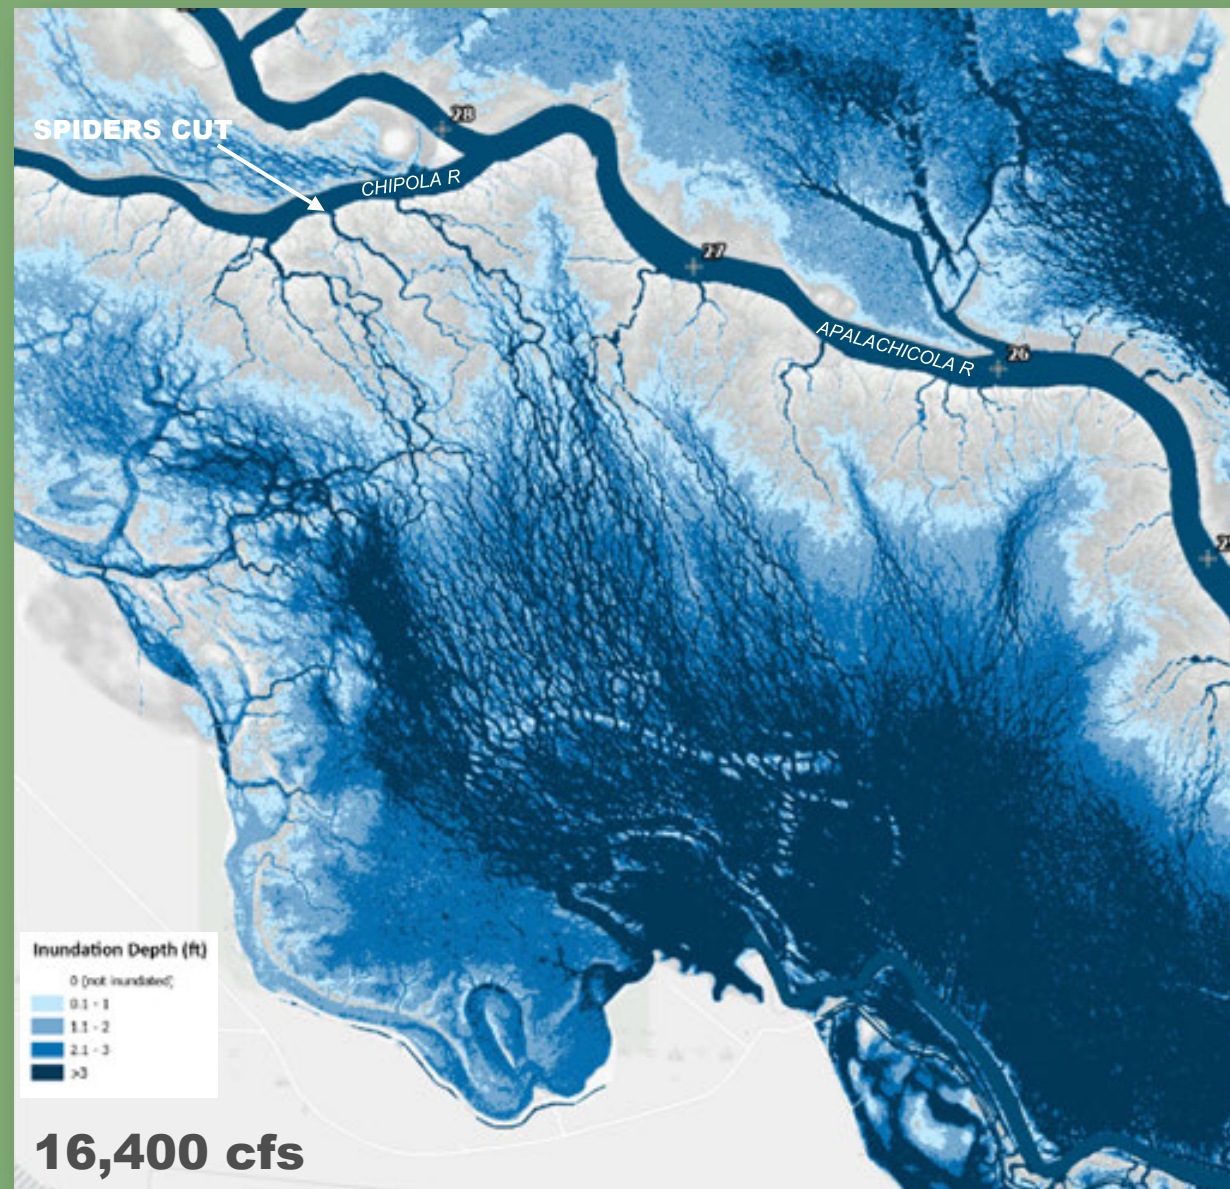 28
SPIDERS CUT
CHIPOLA R
27
APALACHICOLA R
26
Inundation Depth (ft)
0 (not inundated)
0.1 - 1
1.1 - 2
2.1 - 3
>3
16,400 cfs